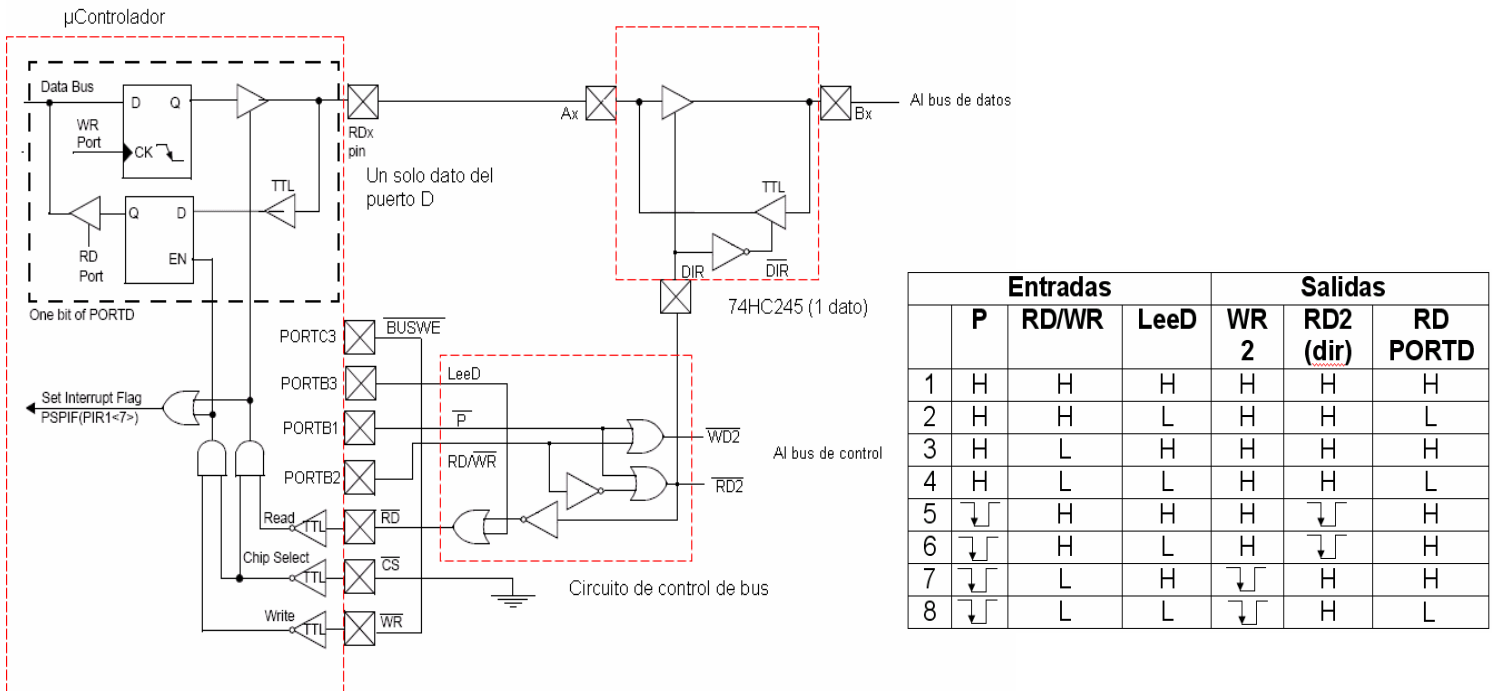 µControlador
Data Bus
D Q
WR
Port
CK
TTL
Q D
RD
Port
EN
One bit of PORTD
RDx
pin
Un solo dato del
puerto D
Ax
Bx
Al bus de datos
TTL
DIR
DIR
74HC245 (1 dato)
PORTC3
BUSWE
PORTB3
LeeD
PORTB1
P
PORTB2
RD/WR
WD2
RD2
Al bus de control
Set Interrupt Flag
PSPIF(PIR1<7>)
Read
TTL
RD
Chip Select
TTL
CS
Write
TTL
WR
Circuito de control de bus
Entradas Salidas
P RD/WR LeeD WR 2 RD2 (dir) RD PORTD
1 H H H H H H
2 H H L H H L
3 H L H H H H
4 H L L H H L
5 H H H H
6 H L H H
7 L H H H
8 L L H L